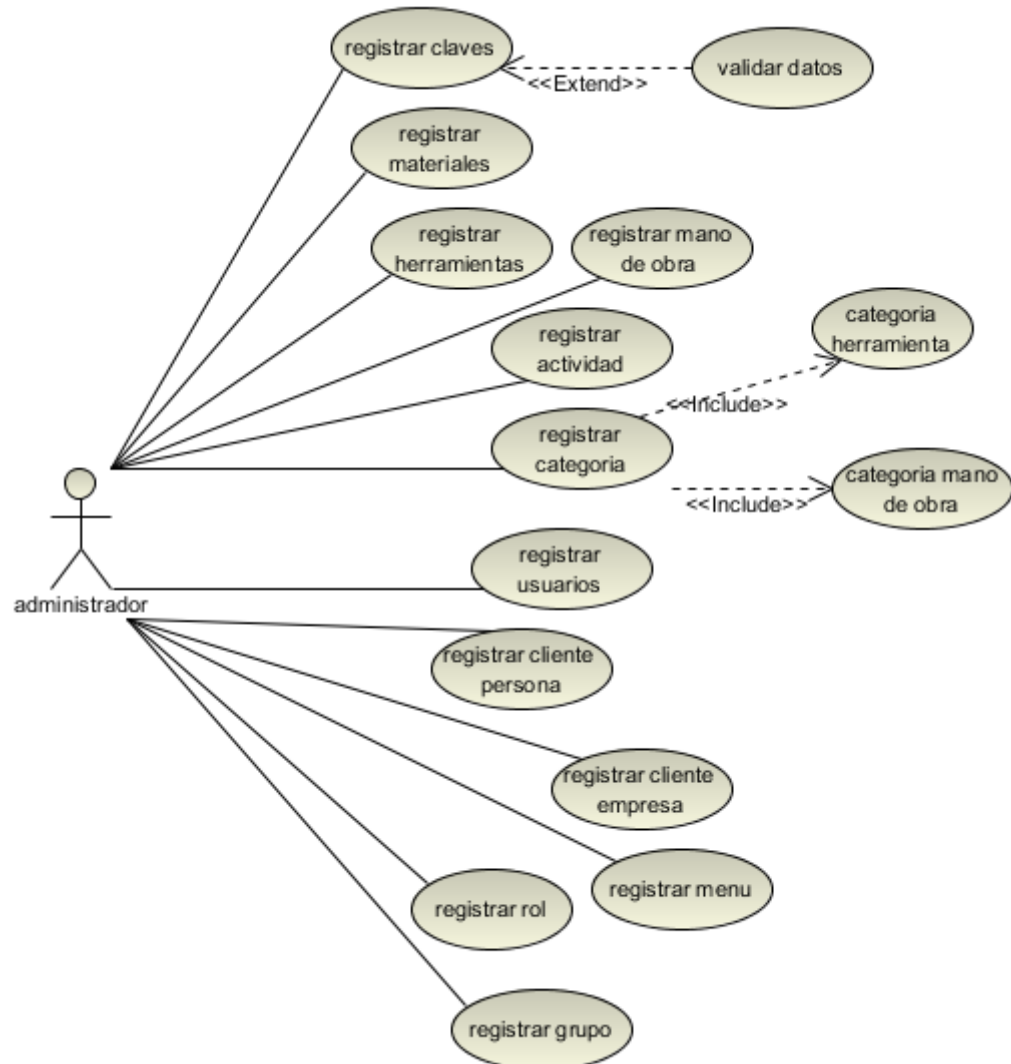 registrar claves
<<Extend>>
validar datos
registrar
materiales
registrar
herramientas
registrar mano
de obra
registrar
actividad
categoria
herramienta
<<Include>>
registrar
categoria
categoria mano
de obra
<<Include>>
registrar
usuarios
administrador
registrar cliente
persona
registrar cliente
empresa
registrar menu
registrar rol
registrar grupo